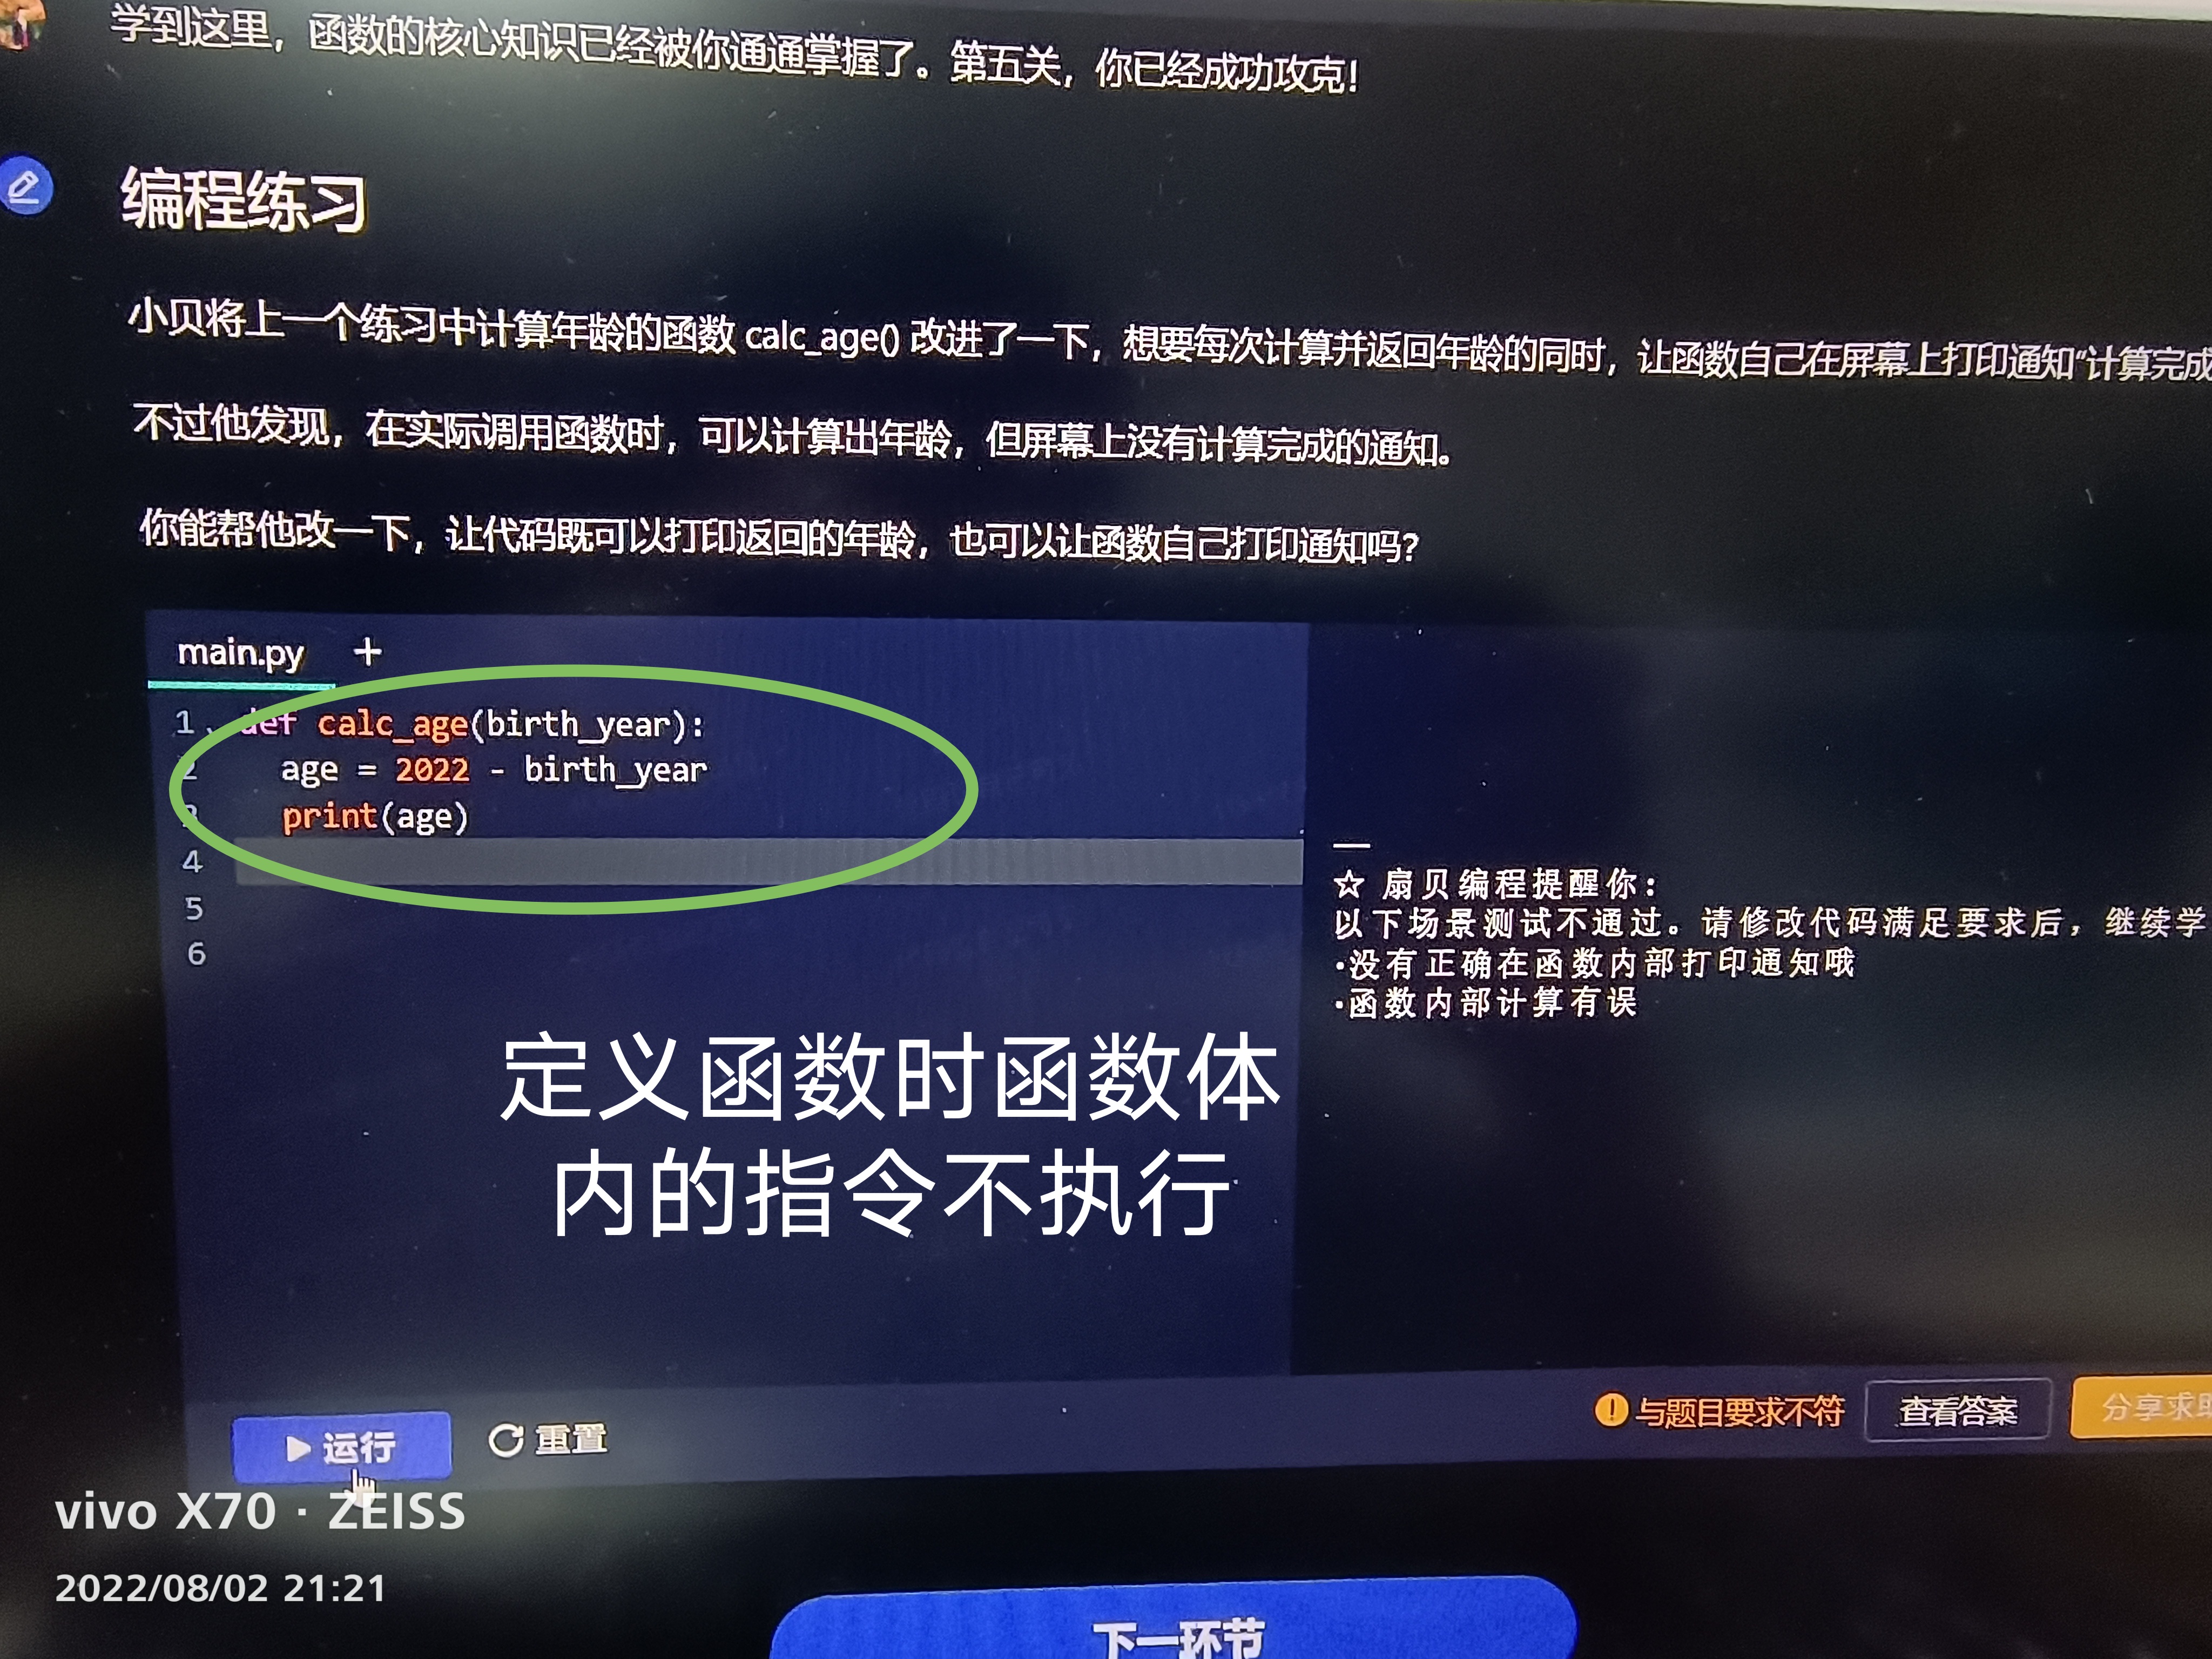 学到这里，函数的核心知识已经被你通通掌握了。第五关，你已经成功攻克！
编程练习
小贝将上一个练习中计算年龄的函数 calc_age() 改进了一下，想要每次计算并返回年龄的同时，让函数自己在屏幕上打印通知“计算完成
不过他发现，在实际调用函数时，可以计算出年龄，但屏幕上没有计算完成的通知。
你能帮他改一下，让代码既可以打印返回的年龄，也可以让函数自己打印通知吗？
main.py +
1 def calc_age(birth_year):
2 age = 2022 - birth_year
3 print(age)
4
5
6
☆ 扇贝编程提醒你：
以下场景测试不通过。请修改代码满足要求后，继续学
·没有正确在函数内部打印通知哦
·函数内部计算有误
定义函数时函数体
内的指令不执行
运行 重置
与题目要求不符 查看答案 分享求助
vivo X70 · ZEISS
2022/08/02 21:21
下一环节